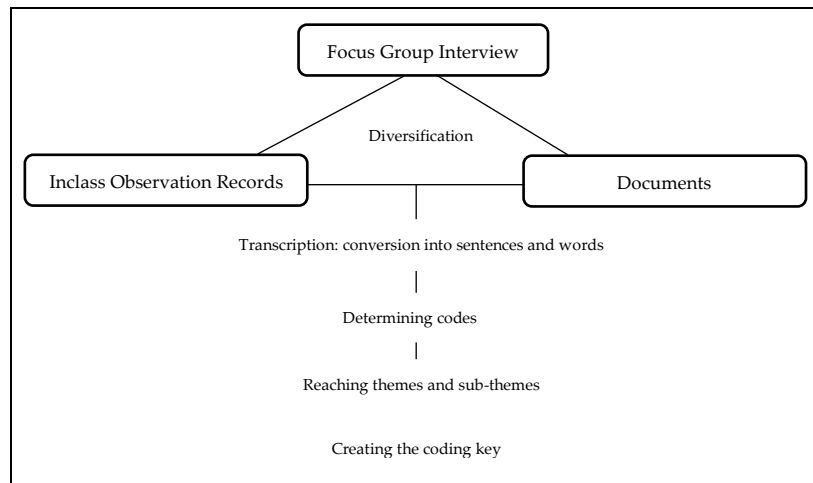 Focus Group Interview
Diversification
Inclass Observation Records
Documents
Transcription: conversion into sentences and words
Determining codes
Reaching themes and sub-themes
Creating the coding key